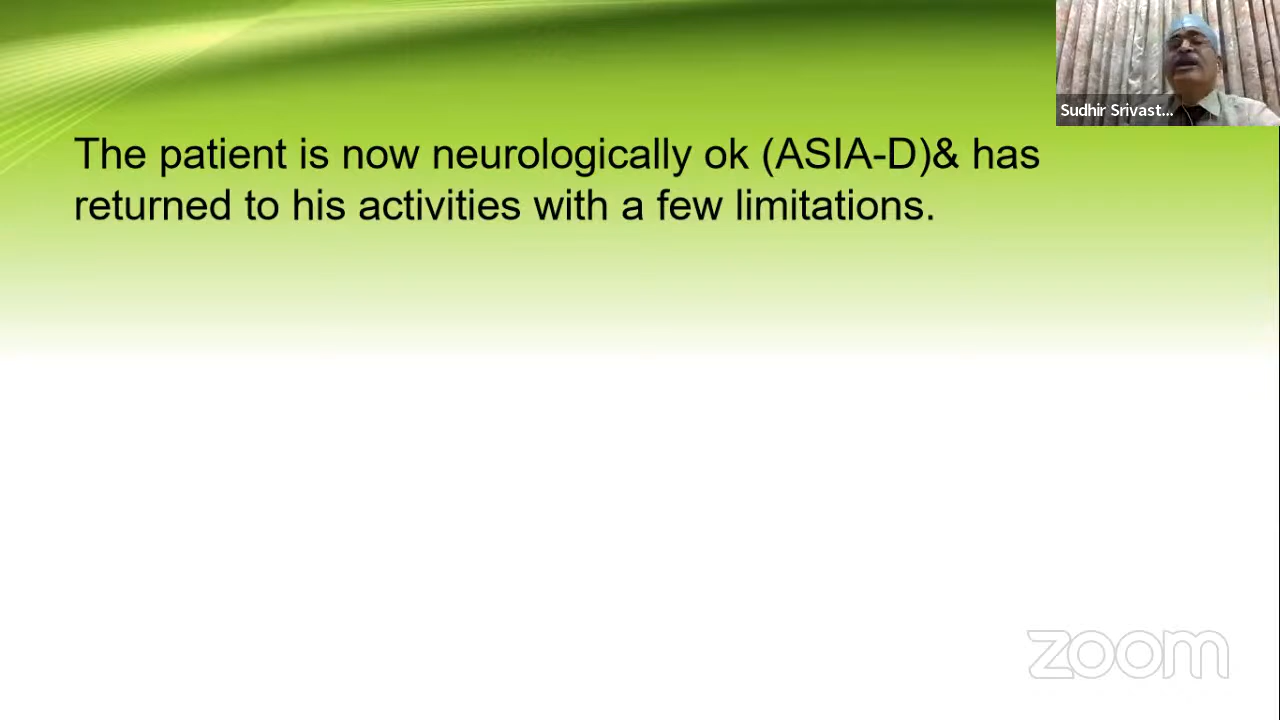 Sudhir Srivast...
The patient is now neurologically ok (ASIA-D)& has
returned to his activities with a few limitations.
zoom